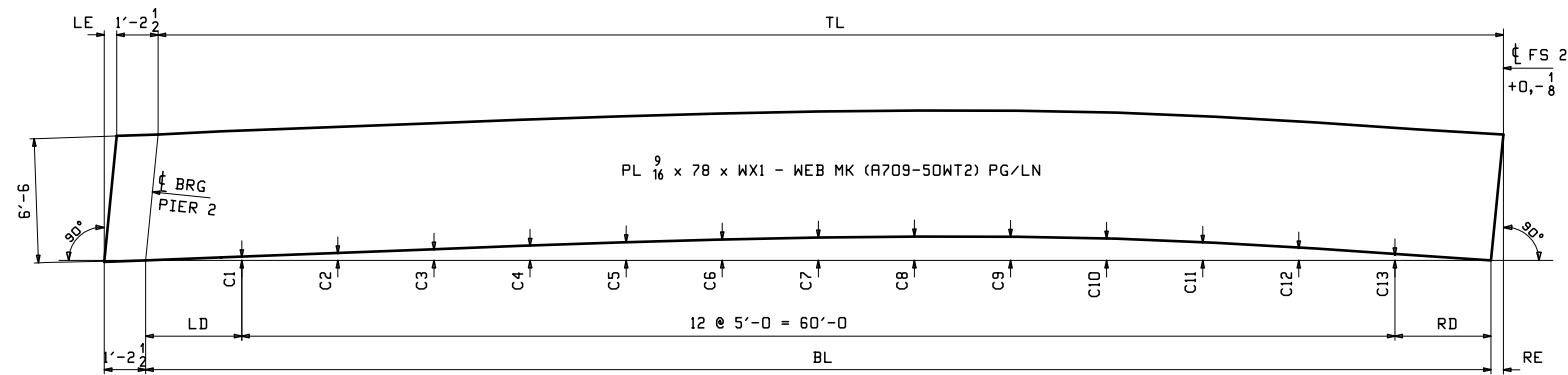 LE 1'-2 1/2 TL
℄ FS 2
+0,-1/8
PL 9/16 x 78 x WX1 - WEB MK (A709-50WT2) PG/LN
6'-6
℄ BRG
PIER 2
90°
90°
C1 C2 C3 C4 C5 C6 C7 C8 C9 C10 C11 C12 C13
LD 12 @ 5'-0 = 60'-0 RD
1'-2 1/2 BL RE